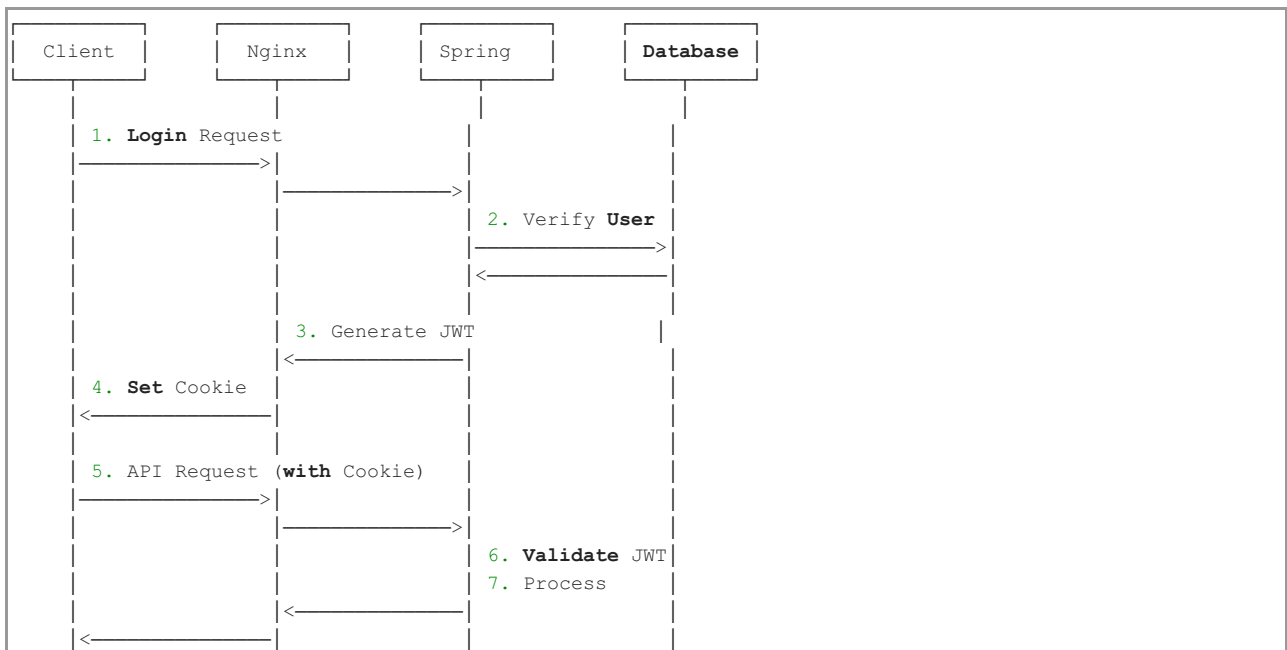 Client Nginx Spring Database
1. Login Request
2. Verify User
3. Generate JWT
4. Set Cookie
5. API Request (with Cookie)
6. Validate JWT
7. Process